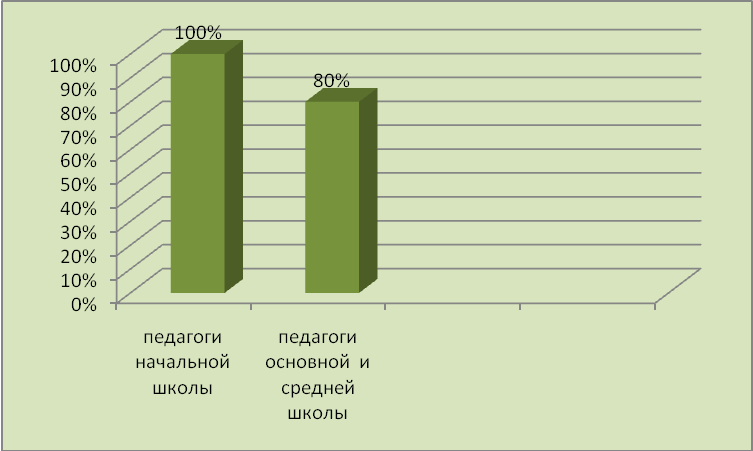 100%
80%
100%
90%
80%
70%
60%
50%
40%
30%
20%
10%
0%
педагоги
начальной
школы
педагоги
основной и
средней
школы